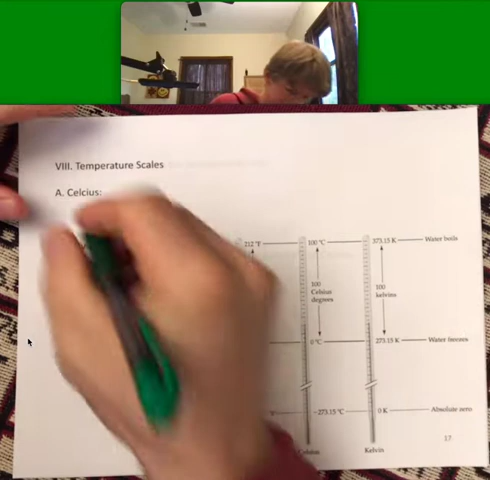 VIII. Temperature Scales
A. Celcius:
212 °F
100 °C
373.15 K
Water boils
100
Celsius
degrees
100
kelvins
0 °C
273.15 K
Water freezes
-273.15 °C
0 K
Absolute zero
17
Celsius
Kelvin